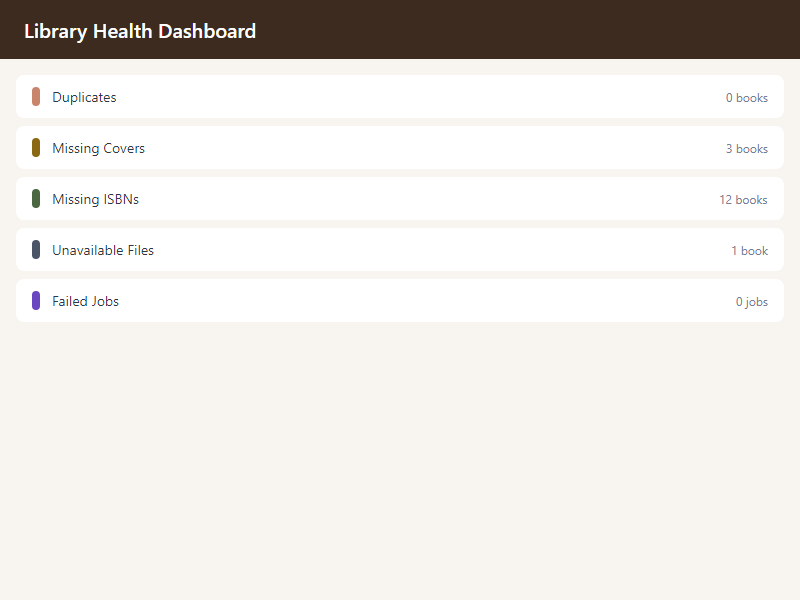 Library Health Dashboard
Duplicates 0 books
Missing Covers 3 books
Missing ISBNs 12 books
Unavailable Files 1 book
Failed Jobs 0 jobs